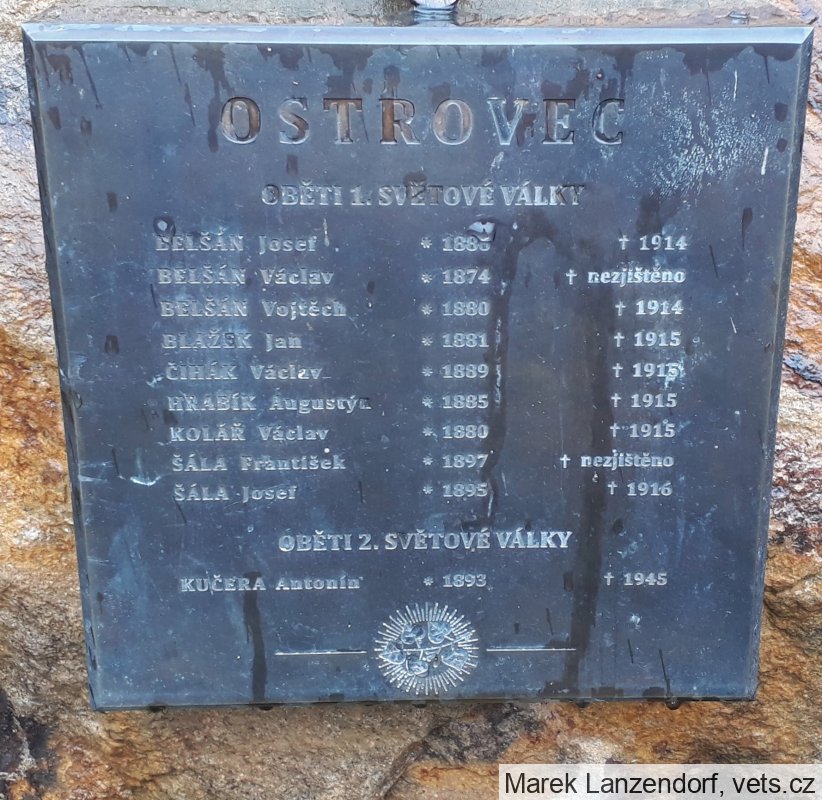 OSTROVEC
OBĚTI 1. SVĚTOVÉ VÁLKY
BELŠÁN Josef * 1886 † 1914
BELŠÁN Václav * 1874 † nezjištěno
BELŠÁN Vojtěch * 1880 † 1914
BLAŽEK Jan * 1881 † 1915
ČIHÁK Václav * 1889 † 1915
HRABÍK Augustýn * 1885 † 1915
KOLÁŘ Václav * 1880 † 1915
ŠÁLA František * 1897 † nezjištěno
ŠÁLA Josef * 1895 † 1916
OBĚTI 2. SVĚTOVÉ VÁLKY
KUČERA Antonín * 1893 † 1945
Marek Lanzendorf, vets.cz